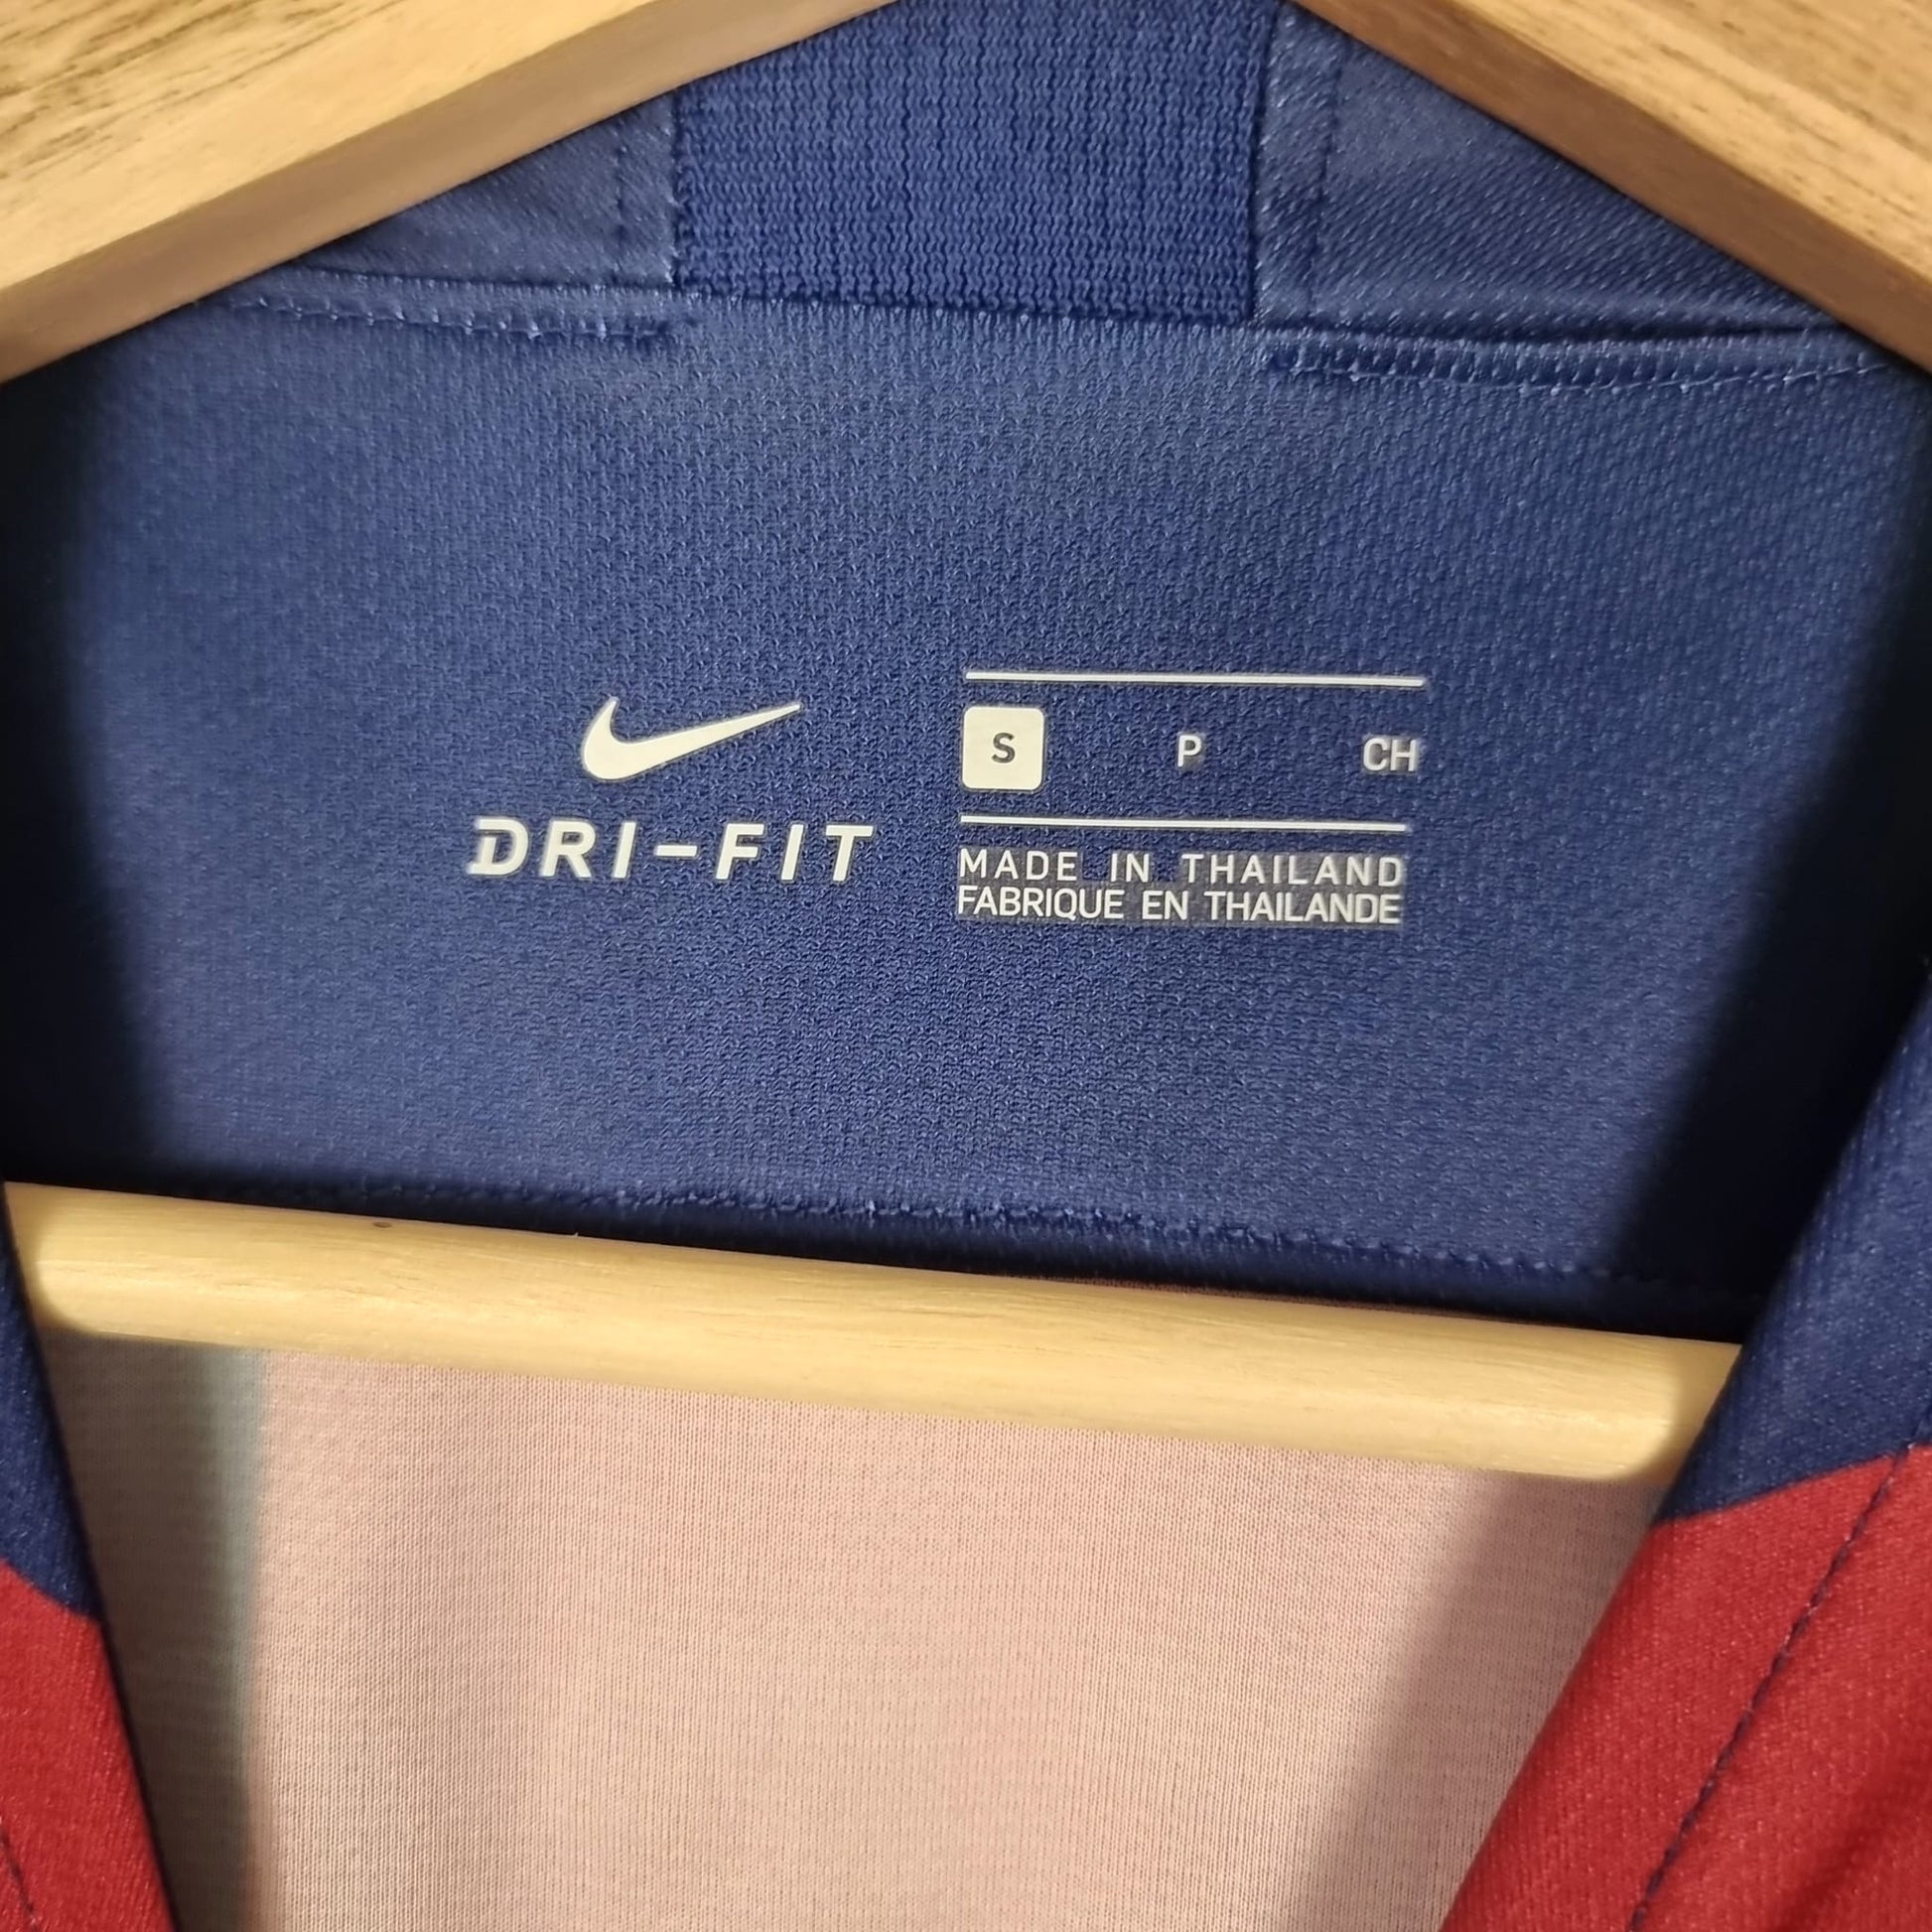 DRI-FIT
S P CH
MADE IN THAILAND
FABRIQUE EN THAILANDE